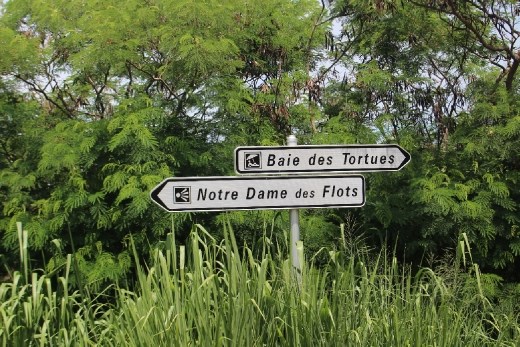 Baie des Tortues
Notre Dame des Flots